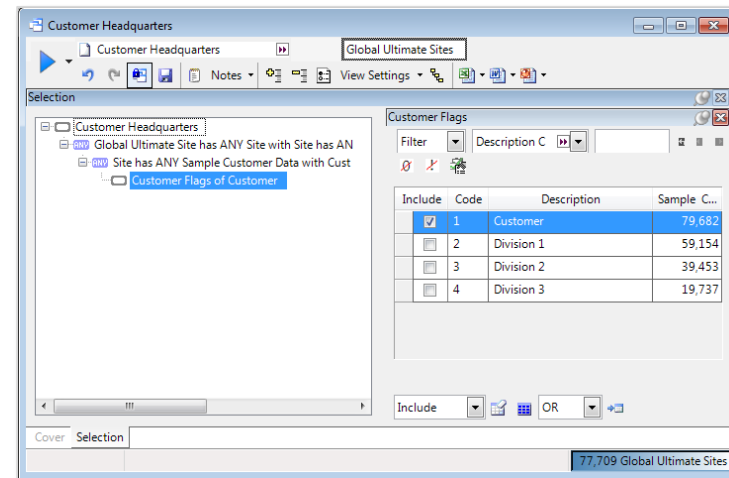 Customer Headquarters
Customer Headquarters
Global Ultimate Sites
Notes
View Settings
Selection
Customer Headquarters
Global Ultimate Site has ANY Site with Site has AN
Site has ANY Sample Customer Data with Cust
Customer Flags of Customer
Customer Flags
Filter Description C
Include Code Description Sample C...
1 Customer 79,682
2 Division 1 59,154
3 Division 2 39,453
4 Division 3 19,737
Include OR
Cover Selection
77,709 Global Ultimate Sites